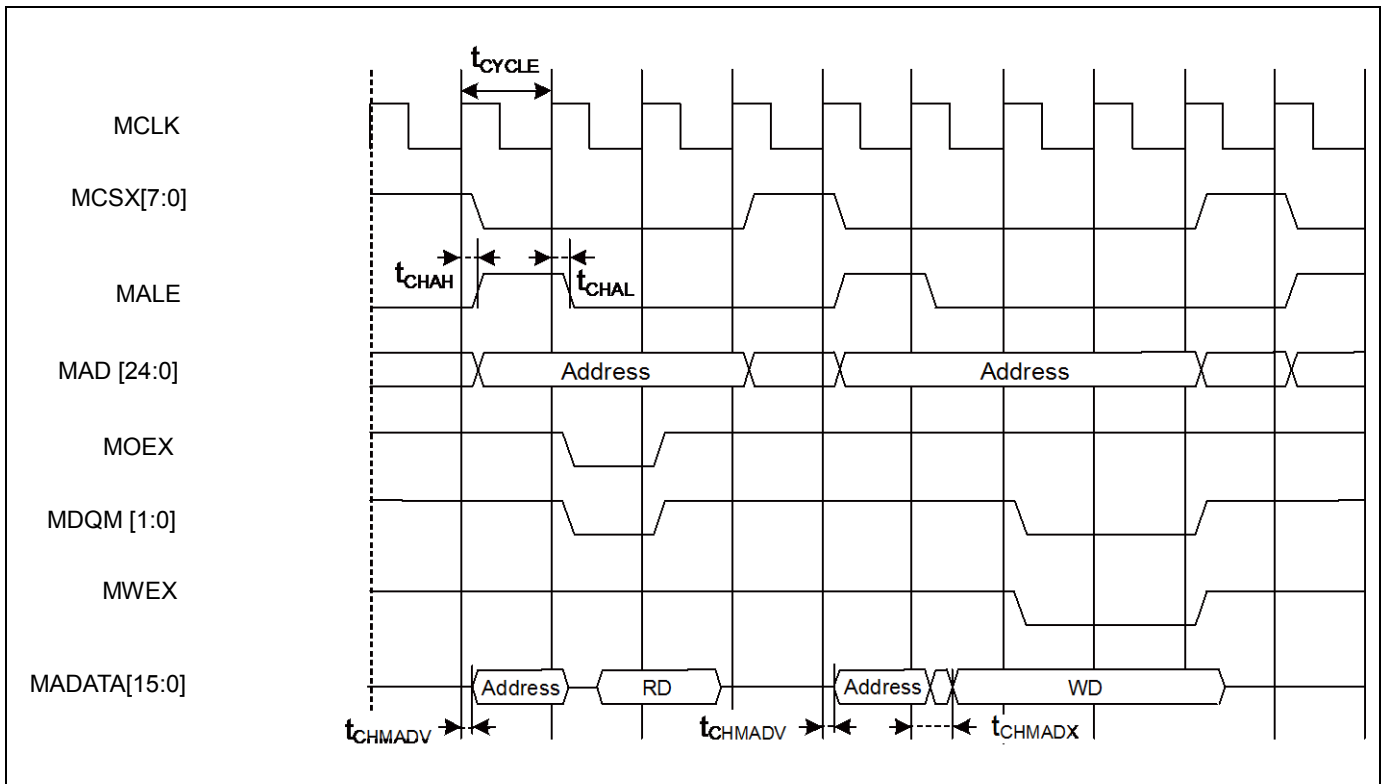 tCYCLE
MCLK
MCSX[7:0]
tCHAH
tCHAL
MALE
MAD [24:0]
Address
Address
MOEX
MDQM [1:0]
MWEX
MADATA[15:0]
Address
RD
Address
WD
tCHMADV
tCHMADV
tCHMADX